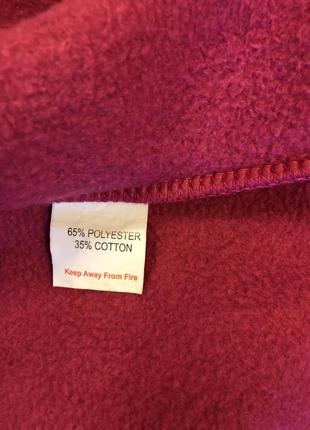 65% POLYESTER
35% COTTON
Keep Away From Fire